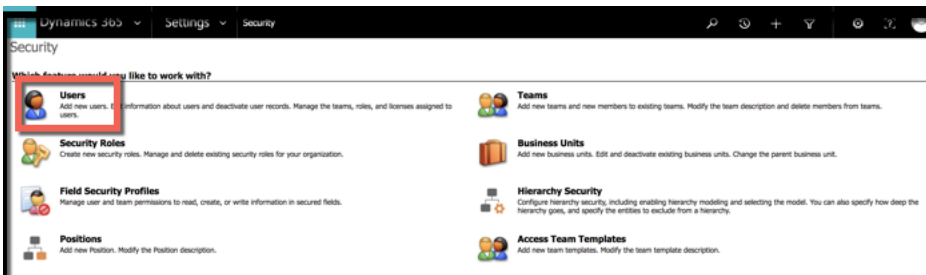 Dynamics 365 Settings Security
Security
Which feature would you like to work with?
Users
Add new users. information about users and deactivate user records. Manage the teams, roles, and licenses assigned to
users.
Teams
Add new teams and new members to existing teams. Modify the team description and delete members from teams.
Security Roles
Create new security roles. Manage and delete existing security roles for your organization.
Business Units
Add new business units. Edit and deactivate existing business units. Change the parent business unit.
Field Security Profiles
Manage user and team permissions to read, create, or write information in secured fields.
Hierarchy Security
Configure hierarchy security, including enabling hierarchy modeling and selecting the model. You can also specify how deep the
hierarchy goes, and specify the entities to exclude from a hierarchy.
Positions
Add new Position. Modify the Position description.
Access Team Templates
Add new team templates. Modify the team template description.